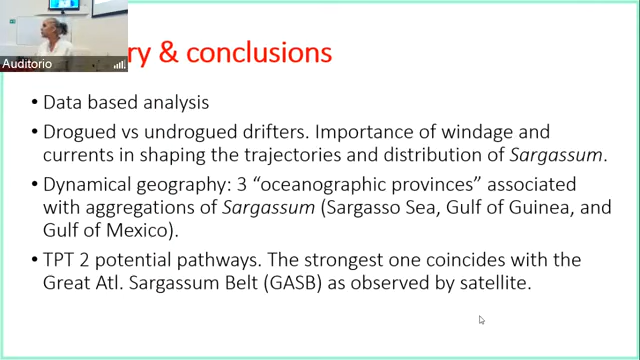 ry & conclusions
Auditorio
• Data based analysis
• Drogued vs undrogued drifters. Importance of windage and
currents in shaping the trajectories and distribution of Sargassum.
• Dynamical geography: 3 “oceanographic provinces” associated
with aggregations of Sargassum (Sargasso Sea, Gulf of Guinea, and
Gulf of Mexico).
• TPT 2 potential pathways. The strongest one coincides with the
Great Atl. Sargassum Belt (GASB) as observed by satellite.